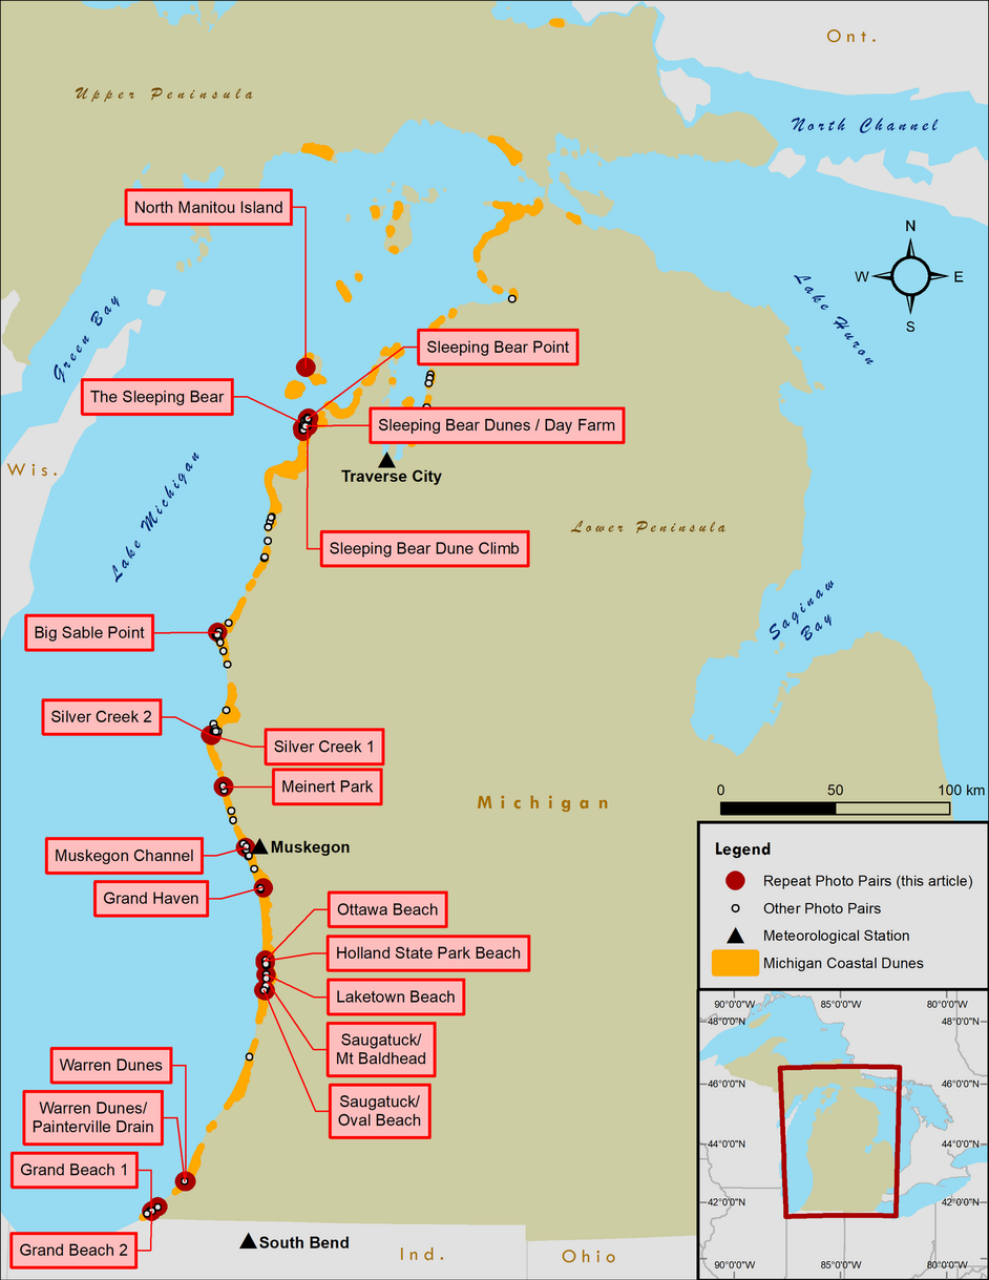 Ont.
Upper Peninsula
North Channel
North Manitou Island
N
W
E
S
Lake Huron
Green Bay
Sleeping Bear Point
The Sleeping Bear
Sleeping Bear Dunes / Day Farm
Wis.
Traverse City
Lake Michigan
Lower Peninsula
Sleeping Bear Dune Climb
Saginaw
Bay
Big Sable Point
Silver Creek 2
Silver Creek 1
Meinert Park
0
50
100 km
Michigan
Muskegon Channel
Muskegon
Grand Haven
Ottawa Beach
Holland State Park Beach
Laketown Beach
Saugatuck/
Mt Baldhead
Warren Dunes
Saugatuck/
Oval Beach
Warren Dunes/
Painterville Drain
Grand Beach 1
Grand Beach 2
South Bend
Ind.
Ohio
Legend
Repeat Photo Pairs (this article)
Other Photo Pairs
Meteorological Station
Michigan Coastal Dunes
90°0'0"W
85°0'0"W
80°0'0"W
48°0'0"N
48°0'0"N
46°0'0"N
46°0'0"N
44°0'0"N
44°0'0"N
42°0'0"N
42°0'0"N
90°0'0"W
85°0'0"W
80°0'0"W